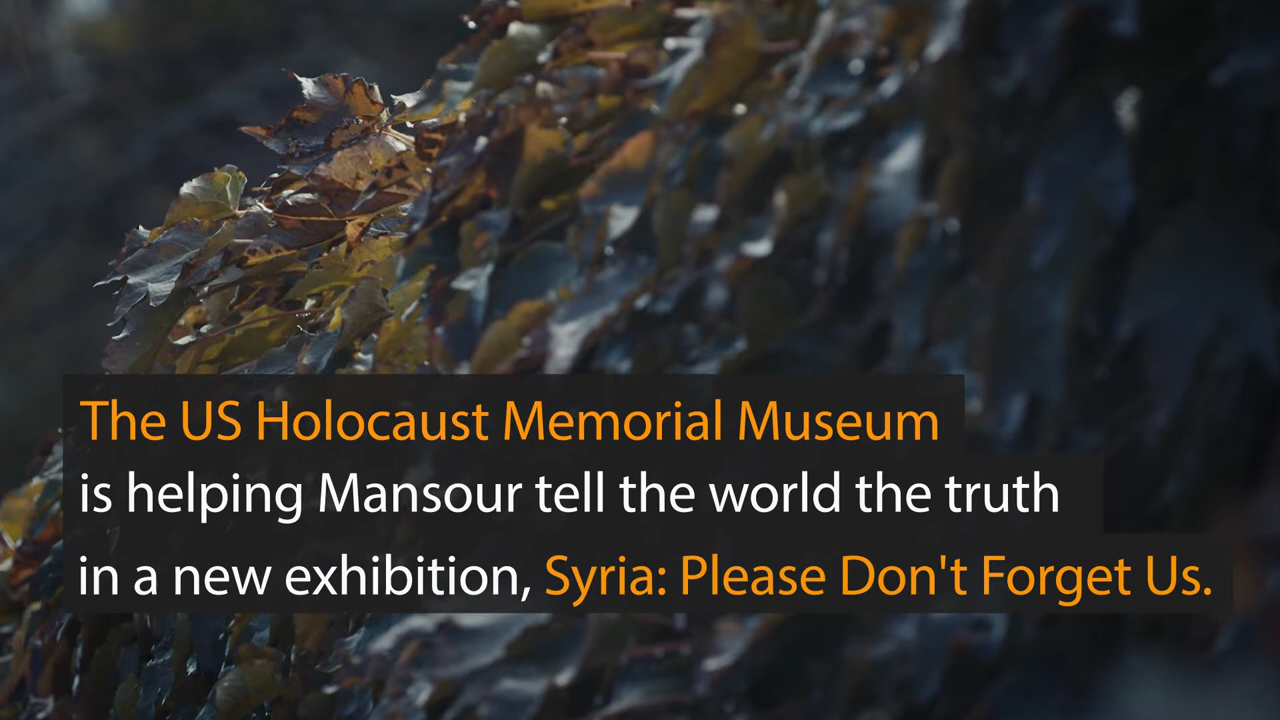 The US Holocaust Memorial Museum
is helping Mansour tell the world the truth
in a new exhibition, Syria: Please Don't Forget Us.